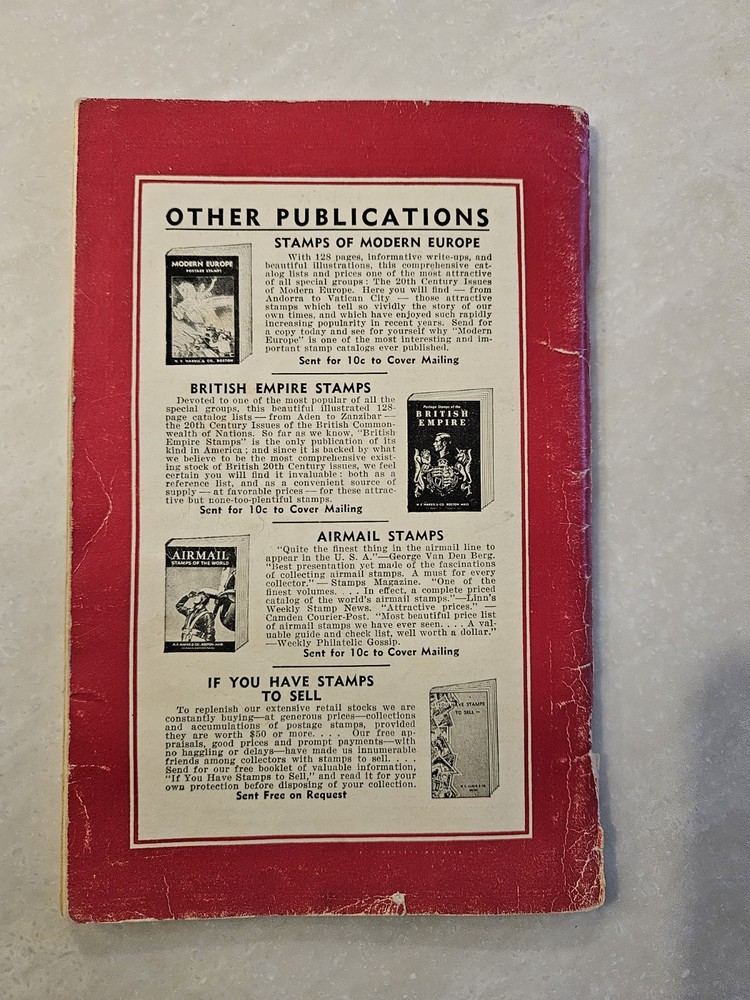 OTHER PUBLICATIONS
STAMPS OF MODERN EUROPE
MODERN EUROPE
POSTAGE STAMPS
H. E. HARRIS & CO., BOSTON
With 128 pages, informative write-ups, and
beautiful illustrations, this comprehensive cat-
alog lists and prices one of the most attractive
of all special groups: The 20th Century Issues
of Modern Europe. Here you will find — from
Andorra to Vatican City — those attractive
stamps which tell so vividly the story of our
own times, and which have enjoyed such rapidly
increasing popularity in recent years. Send for
a copy today and see for yourself why "Modern
Europe" is one of the most interesting and im-
portant stamp catalogs ever published.
Sent for 10c to Cover Mailing
BRITISH EMPIRE STAMPS
Devoted to one of the most popular of all the
special groups, this beautiful illustrated 128-
page catalog lists — from Aden to Zanzibar —
the 20th Century Issues of the British Common-
wealth of Nations. So far as we know, "British
Empire Stamps" is the only publication of its
kind in America; and since it is backed by what
we believe to be the most comprehensive exist-
ing stock of British 20th Century issues, we feel
certain you will find it invaluable: both as a
reference list, and as a convenient source of
supply — at favorable prices — for these attrac-
tive but none-too-plentiful stamps.
Sent for 10c to Cover Mailing
Postage Stamps of the
BRITISH
EMPIRE
H. E. HARRIS & CO. BOSTON MASS
AIRMAIL STAMPS
AIRMAIL
STAMPS OF THE WORLD
H. E. HARRIS & CO., BOSTON, MASS
"Quite the finest thing in the airmail line to
appear in the U. S. A."—George Van Den Berg.
"Best presentation yet made of the fascinations
of collecting airmail stamps. A must for every
collector." — Stamps Magazine. "One of the
finest volumes. . . . In effect, a complete priced
catalog of the world's airmail stamps."—Linn's
Weekly Stamp News. "Attractive prices." —
Camden Courier-Post. "Most beautiful price list
of airmail stamps we have ever seen. . . . A val-
uable guide and check list, well worth a dollar."
—Weekly Philatelic Gossip.
Sent for 10c to Cover Mailing
IF YOU HAVE STAMPS
TO SELL
To replenish our extensive retail stocks we are
constantly buying—at generous prices—collections
and accumulations of postage stamps, provided
they are worth $50 or more. . . . Our free ap-
praisals, good prices and prompt payments—with
no haggling or delays—have made us innumerable
friends among collectors with stamps to sell. . . .
Send for our free booklet of valuable information,
"If You Have Stamps to Sell," and read it for your
own protection before disposing of your collection.
Sent Free on Request
VE STAMPS
TO SELL